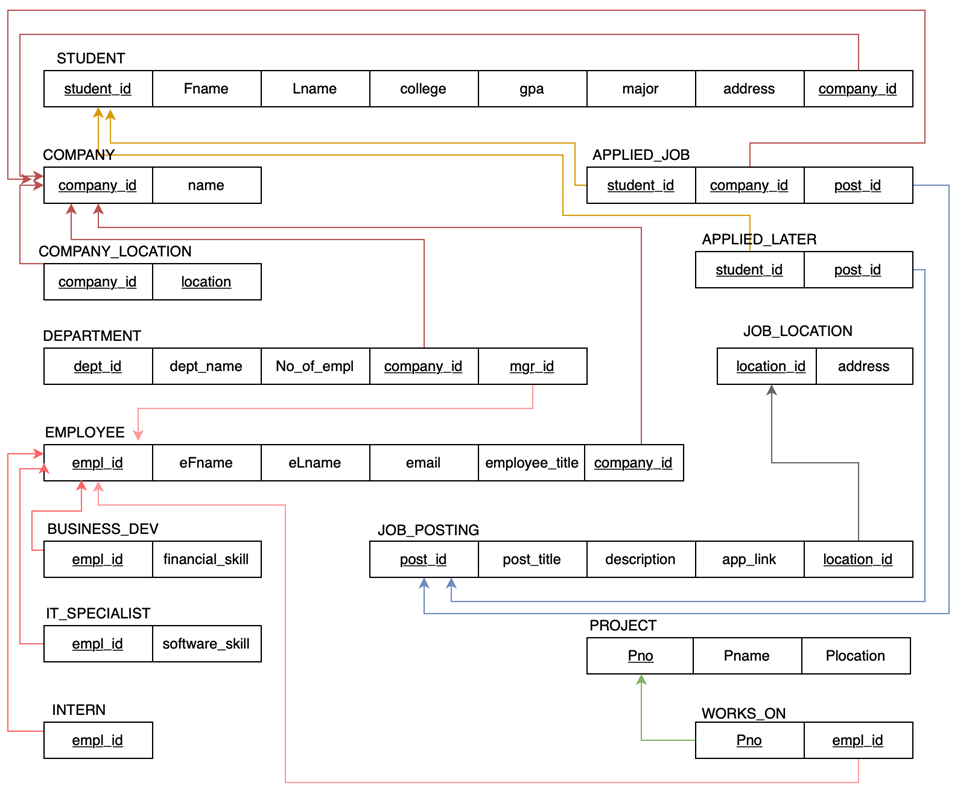 STUDENT
student_id Fname Lname college gpa major address company_id
COMPANY
company_id name
APPLIED_JOB
student_id company_id post_id
COMPANY_LOCATION
company_id location
APPLIED_LATER
student_id post_id
DEPARTMENT
dept_id dept_name No_of_empl company_id mgr_id
JOB_LOCATION
location_id address
EMPLOYEE
empl_id eFname eLname email employee_title company_id
BUSINESS_DEV
empl_id financial_skill
JOB_POSTING
post_id post_title description app_link location_id
IT_SPECIALIST
empl_id software_skill
PROJECT
Pno Pname Plocation
INTERN
empl_id
WORKS_ON
Pno empl_id